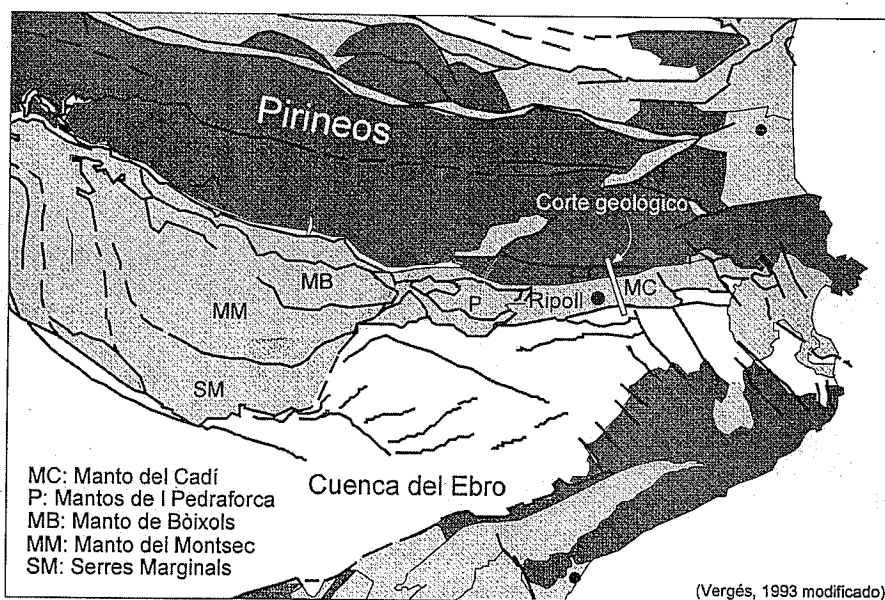 Pirineos
Corte geológico
MB
MC
P
Ripoll
MM
SM
Cuenca del Ebro
MC: Manto del Cadí
P: Mantos de l Pedraforca
MB: Manto de Bòixols
MM: Manto del Montsec
SM: Serres Marginals
(Vergés, 1993 modificado)